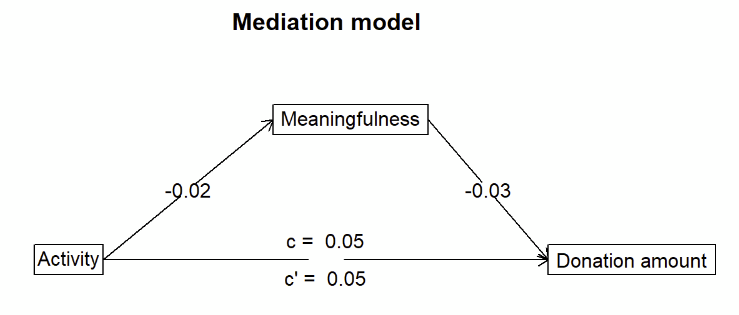 Mediation model
Meaningfulness
-0.02
-0.03
c = 0.05
Activity
Donation amount
c' = 0.05